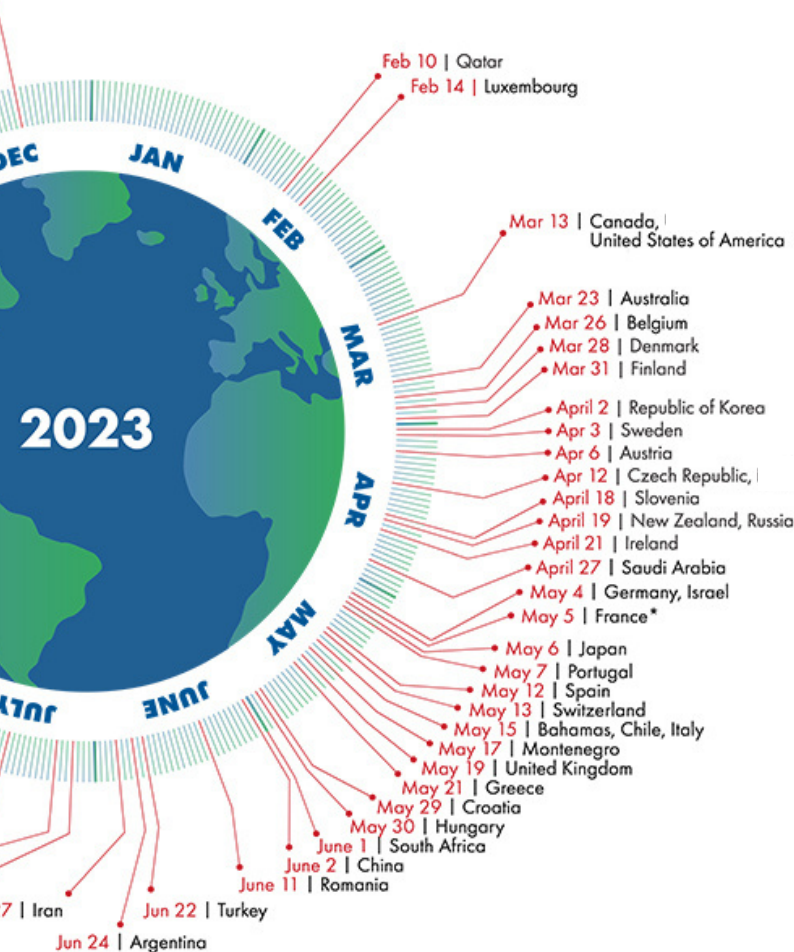 Feb 10 | Qatar
Feb 14 | Luxembourg
DEC
JAN
FEB
Mar 13 | Canada,
United States of America
Mar 23 | Australia
Mar 26 | Belgium
MAR
Mar 28 | Denmark
Mar 31 | Finland
2023
April 2 | Republic of Korea
Apr 3 | Sweden
Apr 6 | Austria
Apr 12 | Czech Republic,
APR
April 18 | Slovenia
April 19 | New Zealand, Russia
April 21 | Ireland
April 27 | Saudi Arabia
May 4 | Germany, Israel
May 5 | France*
MAY
May 6 | Japan
May 7 | Portugal
May 12 | Spain
JUNE
JULY
May 13 | Switzerland
May 15 | Bahamas, Chile, Italy
May 17 | Montenegro
May 19 | United Kingdom
May 21 | Greece
May 29 | Croatia
May 30 | Hungary
June 1 | South Africa
June 2 | China
June 11 | Romania
7 | Iran
Jun 22 | Turkey
Jun 24 | Argentina